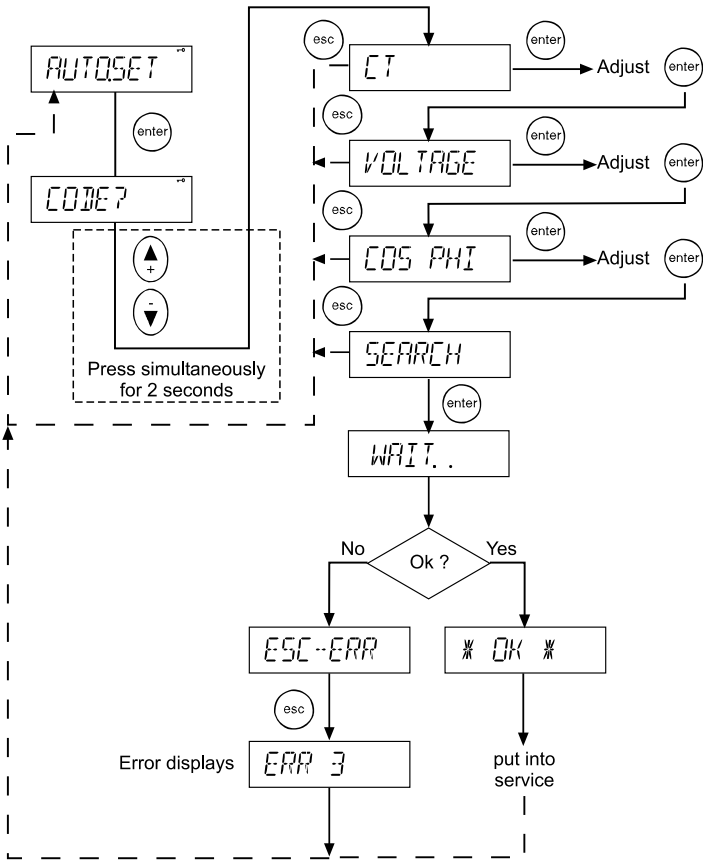 esc
enter
AUTO.SET
CT
Adjust
enter
esc
enter
enter
VOLTAGE
Adjust
enter
CODE?
esc
enter
COS PHI
Adjust
enter
+
-
esc
SEARCH
Press simultaneously
for 2 seconds
enter
WAIT..
No
Ok ?
Yes
ESC-ERR
* OK *
esc
Error displays
ERR 3
put into
service